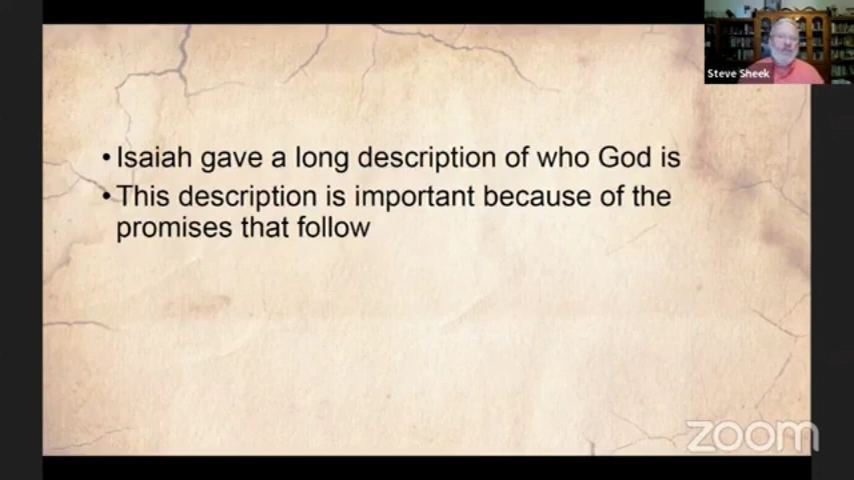 Steve Sheek
• Isaiah gave a long description of who God is
• This description is important because of the
promises that follow
zoom